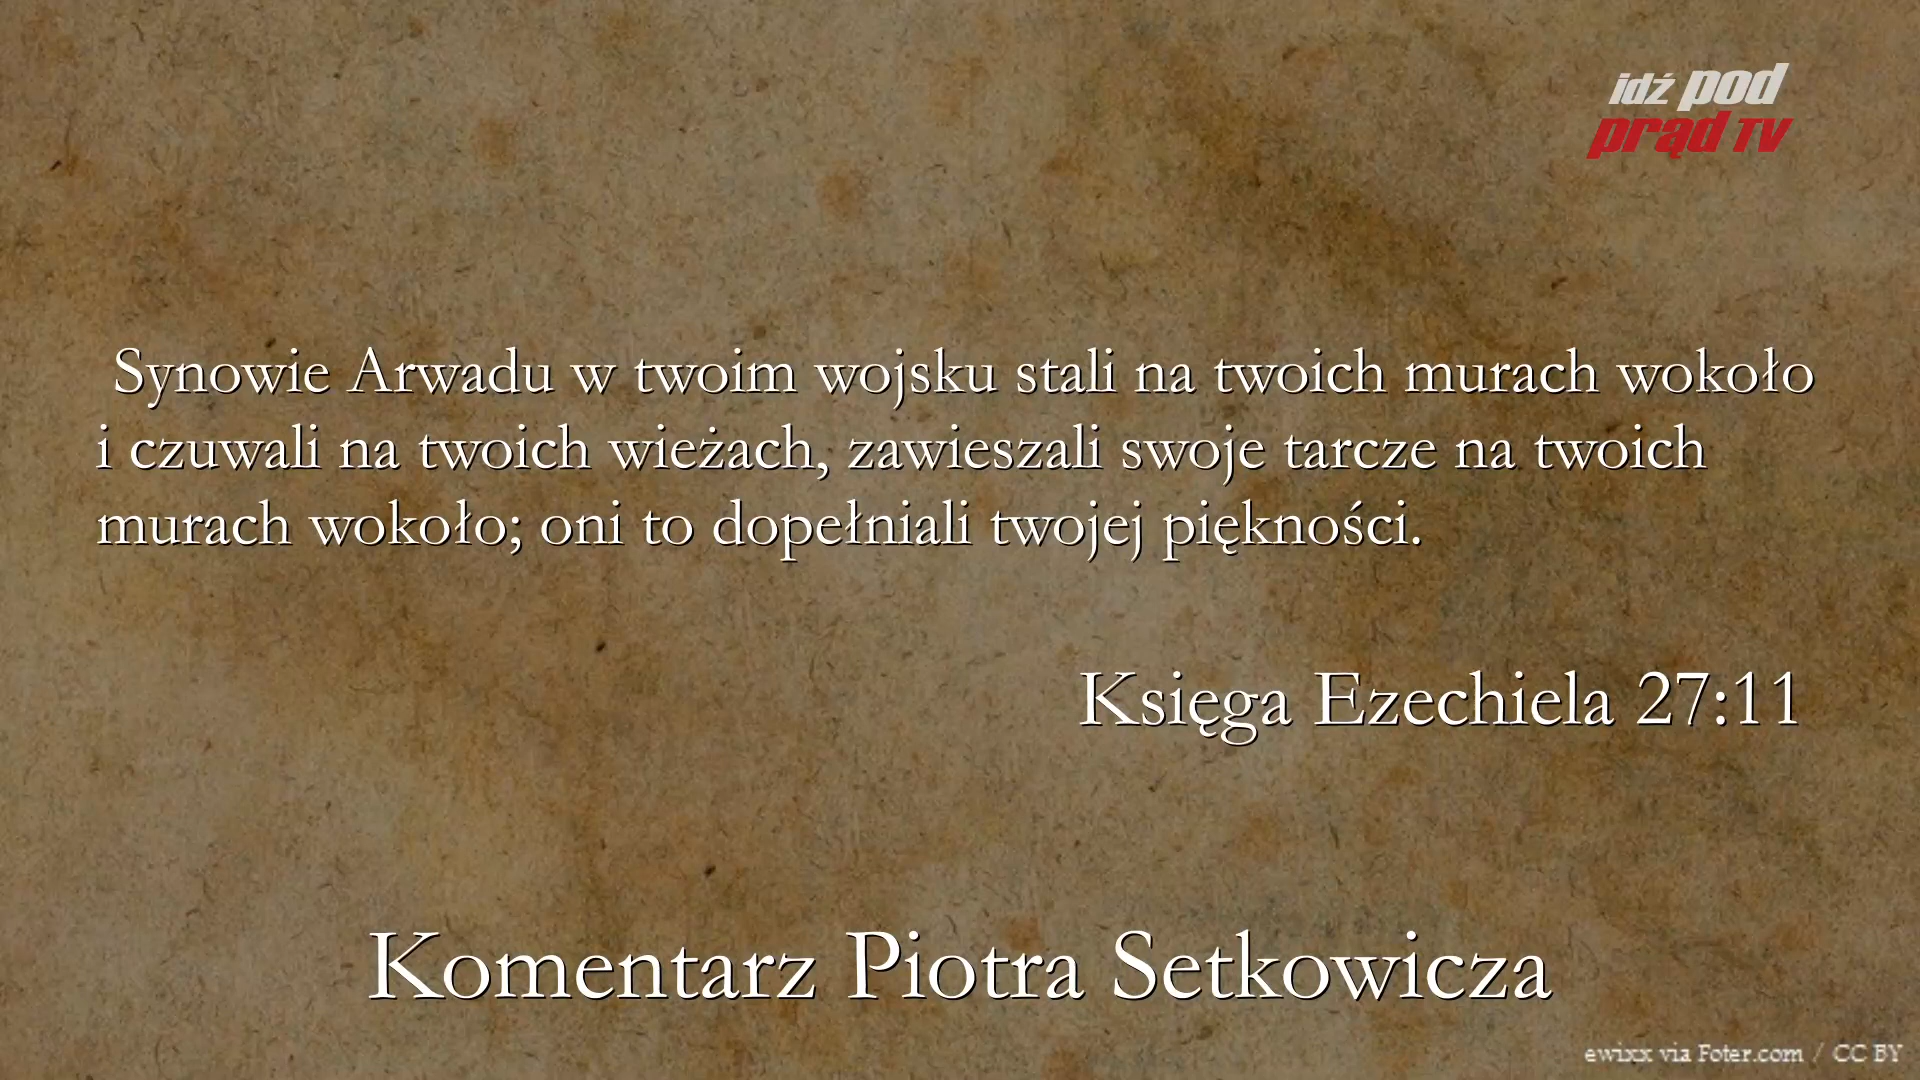 idź pod
prąd TV
Synowie Arwadu w twoim wojsku stali na twoich murach wokoło
i czuwali na twoich wieżach, zawieszali swoje tarcze na twoich
murach wokoło; oni to dopełniali twojej piękności.
Księga Ezechiela 27:11
Komentarz Piotra Setkowicza
ewixx via Foter.com / CC BY